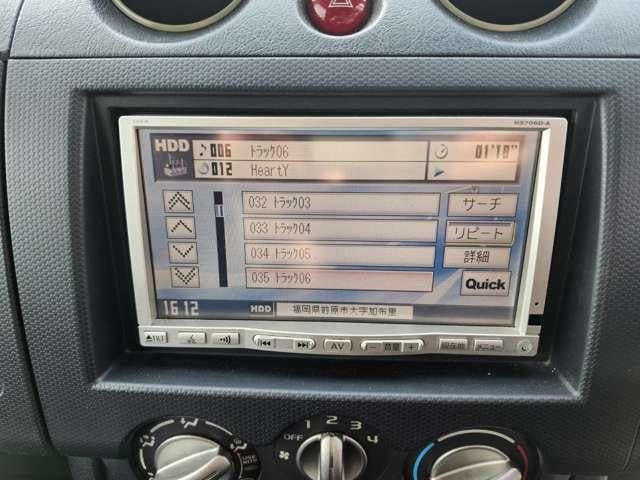 HS706D-A
HDD ♪006 トラック06 01'18"
012 HeartY
032 トラック03 サーチ
033 トラック04 リピート
034 トラック05 詳細
035 トラック06 Quick
16:12 HDD 福岡県前原市大字加布里
▲TILT AV − 音量 + 現在地 メニュー
OFF 1 2 3 4
USE WITH